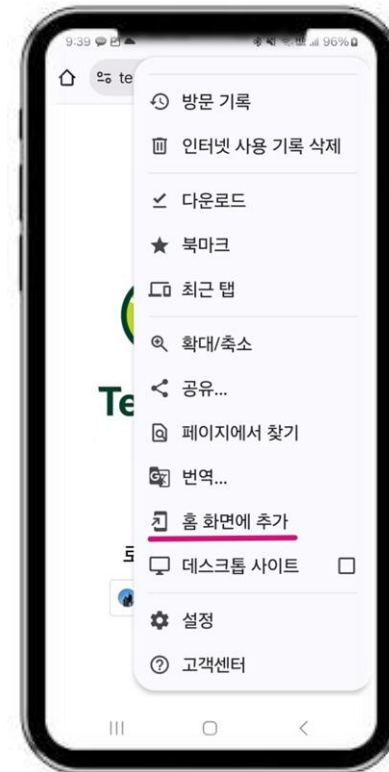 9:39
96%
te
방문 기록
인터넷 사용 기록 삭제
다운로드
북마크
최근 탭
확대/축소
공유...
Te
페이지에서 찾기
번역...
홈 화면에 추가
데스크톱 사이트
설정
고객센터